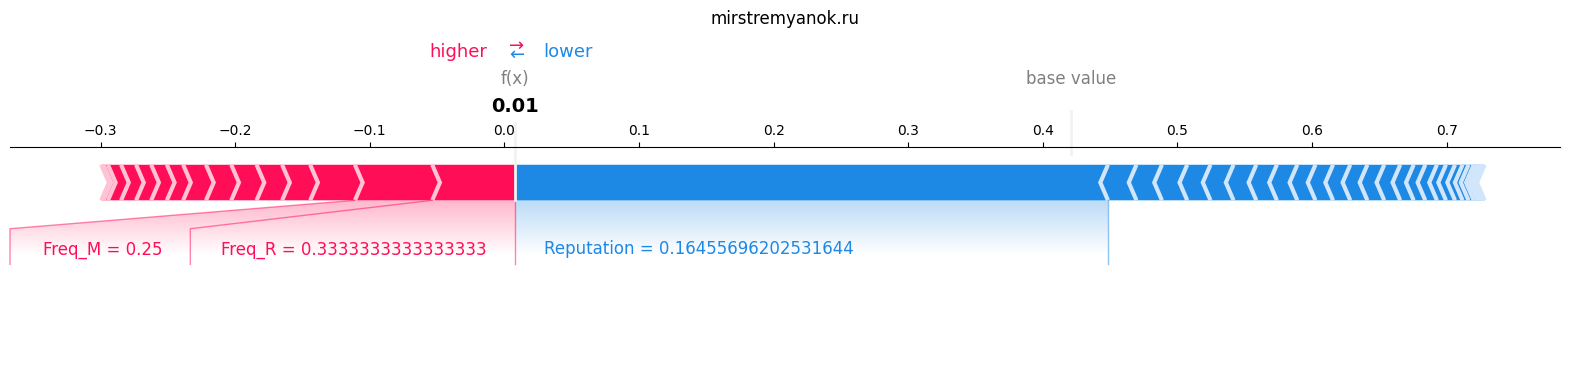 mirstremyanok.ru
higher → ← lower
f(x) base value
0.01
−0.3 −0.2 −0.1 0.0 0.1 0.2 0.3 0.4 0.5 0.6 0.7
Freq_M = 0.25 Freq_R = 0.3333333333333333 Reputation = 0.16455696202531644